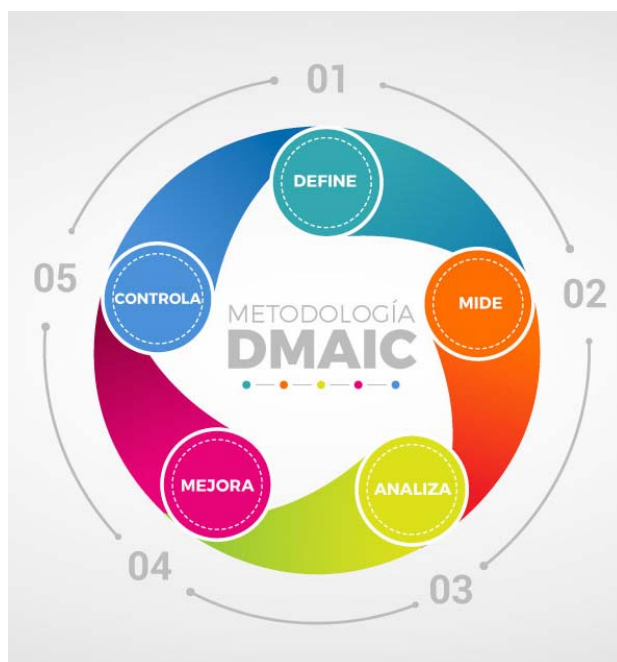 01
DEFINE
02
MIDE
03
ANALIZA
04
MEJORA
05
CONTROLA
METODOLOGÍA
DMAIC